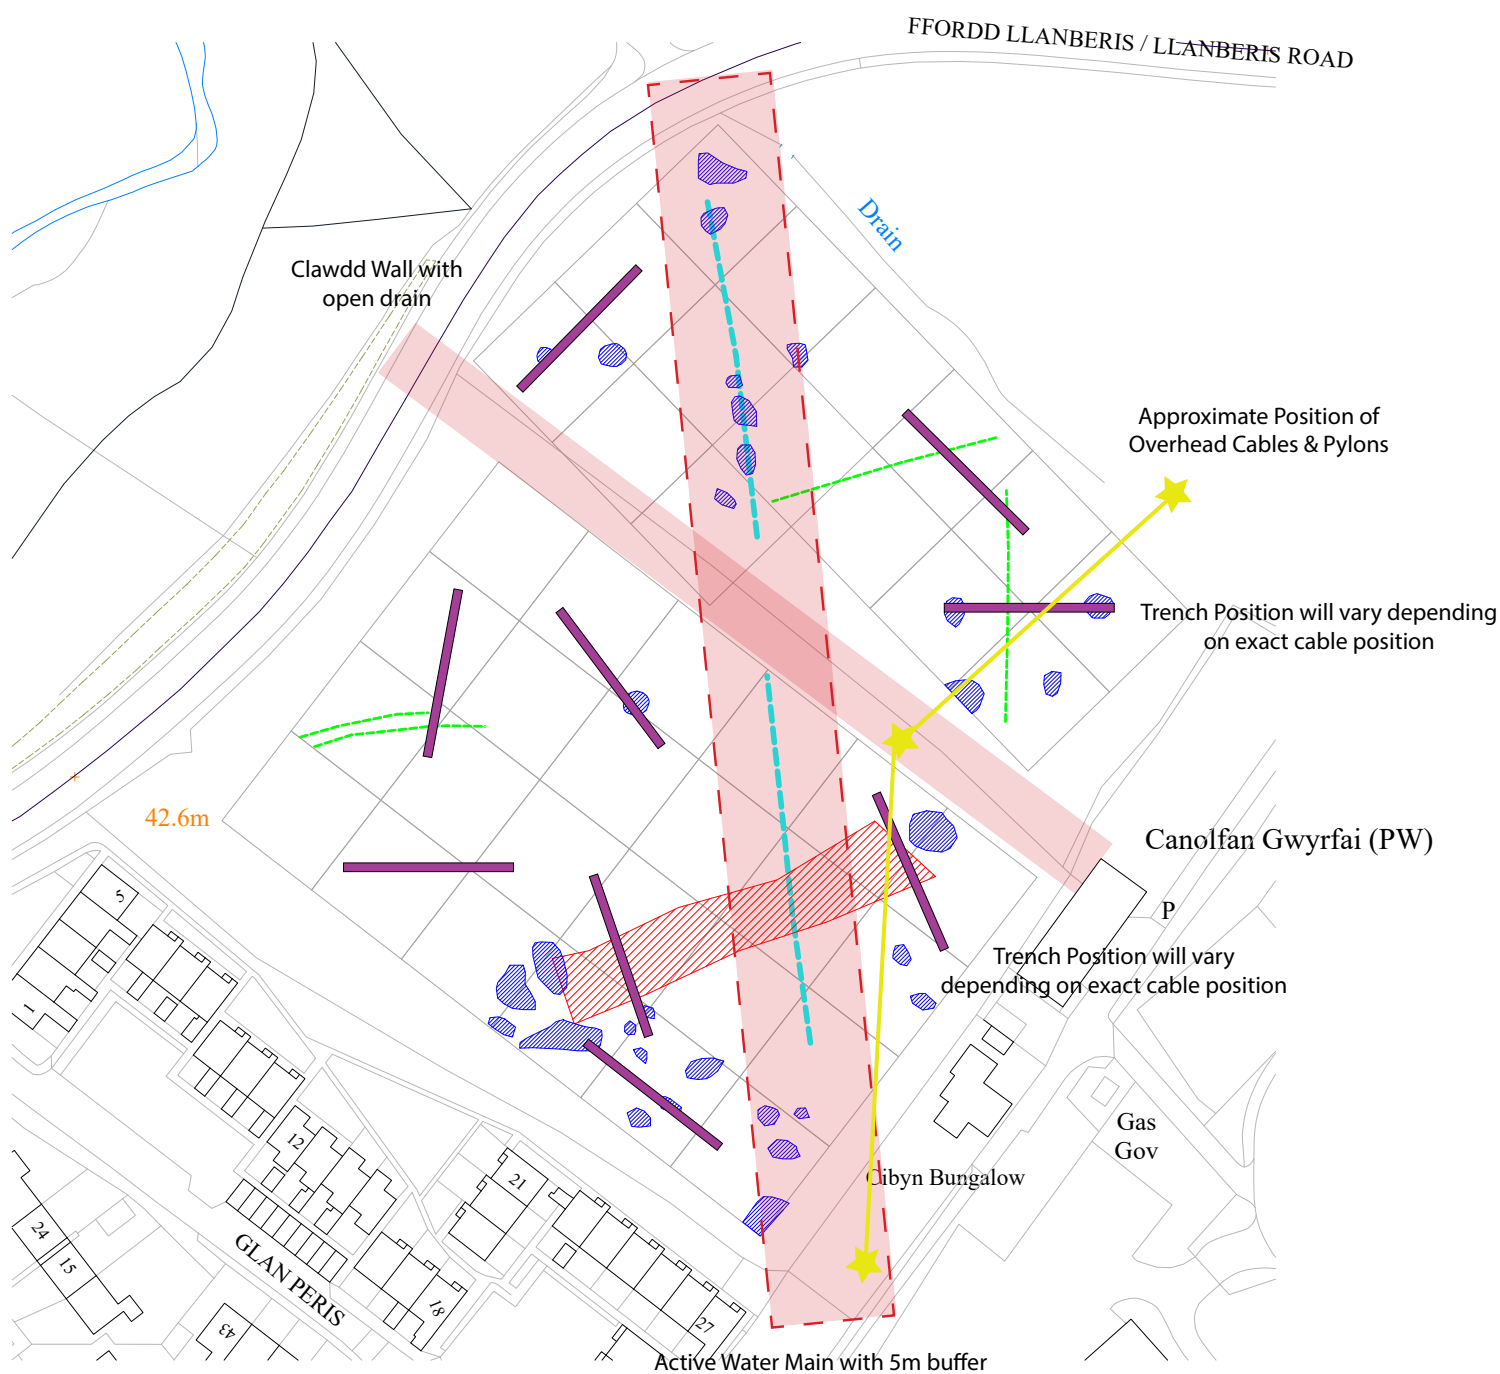 FFORDD LLANBERIS / LLANBERIS ROAD
Drain
Clawdd Wall with
open drain
Approximate Position of
Overhead Cables & Pylons
Trench Position will vary depending
on exact cable position
42.6m
Canolfan Gwyrfai (PW)
P
5
1
Trench Position will vary
depending on exact cable position
Gas
Gov
12
21
Cibyn Bungalow
24
15
GLAN PERIS
18
43
27
Active Water Main with 5m buffer